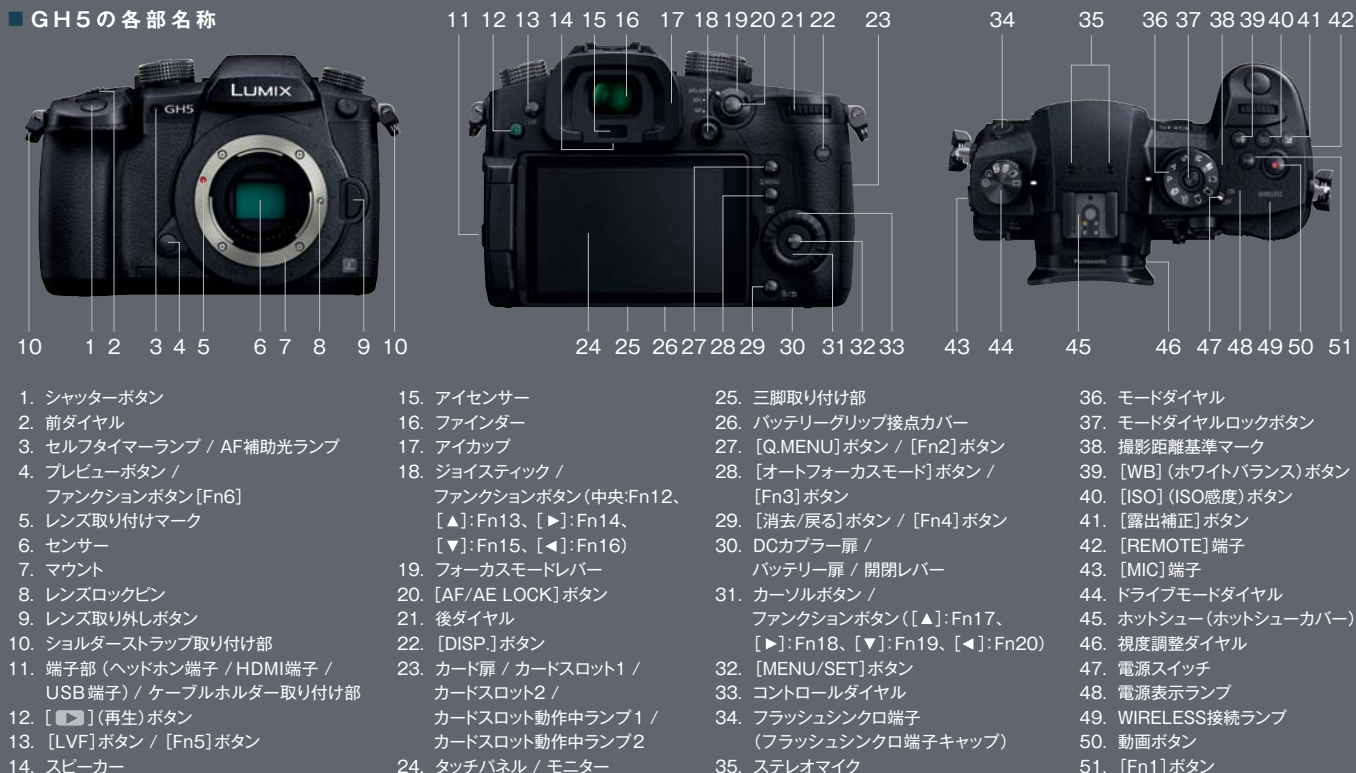 ■ GH5の各部名称
11 12 13 14 15 16 17 18 19 20 21 22 23
34 35 36 37 38 39 40 41 42
LUMIX
GH5
WIRELESS
10 1 2 3 4 5 6 7 8 9 10
24 25 26 27 28 29 30 31 32 33
43 44 45 46 47 48 49 50 51
1. シャッターボタン
2. 前ダイヤル
3. セルフタイマーランプ / AF補助光ランプ
4. プレビューボタン /
ファンクションボタン[Fn6]
5. レンズ取り付けマーク
6. センサー
7. マウント
8. レンズロックピン
9. レンズ取り外しボタン
10. ショルダーストラップ取り付け部
11. 端子部 (ヘッドホン端子 / HDMI端子 /
USB端子) / ケーブルホルダー取り付け部
12. [▶](再生)ボタン
13. [LVF]ボタン / [Fn5]ボタン
14. スピーカー
15. アイセンサー
16. ファインダー
17. アイカップ
18. ジョイスティック /
ファンクションボタン(中央:Fn12、
[▲]:Fn13、[►]:Fn14、
[▼]:Fn15、[◄]:Fn16)
19. フォーカスモードレバー
20. [AF/AE LOCK]ボタン
21. 後ダイヤル
22. [DISP.]ボタン
23. カード扉 / カードスロット1 /
カードスロット2 /
カードスロット動作中ランプ1 /
カードスロット動作中ランプ2
24. タッチパネル / モニター
25. 三脚取り付け部
26. バッテリーグリップ接点カバー
27. [Q.MENU]ボタン / [Fn2]ボタン
28. [オートフォーカスモード]ボタン /
[Fn3]ボタン
29. [消去/戻る]ボタン / [Fn4]ボタン
30. DCカプラー扉 /
バッテリー扉 / 開閉レバー
31. カーソルボタン /
ファンクションボタン([▲]:Fn17、
[►]:Fn18、[▼]:Fn19、[◄]:Fn20)
32. [MENU/SET]ボタン
33. コントロールダイヤル
34. フラッシュシンクロ端子
(フラッシュシンクロ端子キャップ)
35. ステレオマイク
36. モードダイヤル
37. モードダイヤルロックボタン
38. 撮影距離基準マーク
39. [WB](ホワイトバランス)ボタン
40. [ISO](ISO感度)ボタン
41. [露出補正]ボタン
42. [REMOTE]端子
43. [MIC]端子
44. ドライブモードダイヤル
45. ホットシュー(ホットシューカバー)
46. 視度調整ダイヤル
47. 電源スイッチ
48. 電源表示ランプ
49. WIRELESS接続ランプ
50. 動画ボタン
51. [Fn1]ボタン